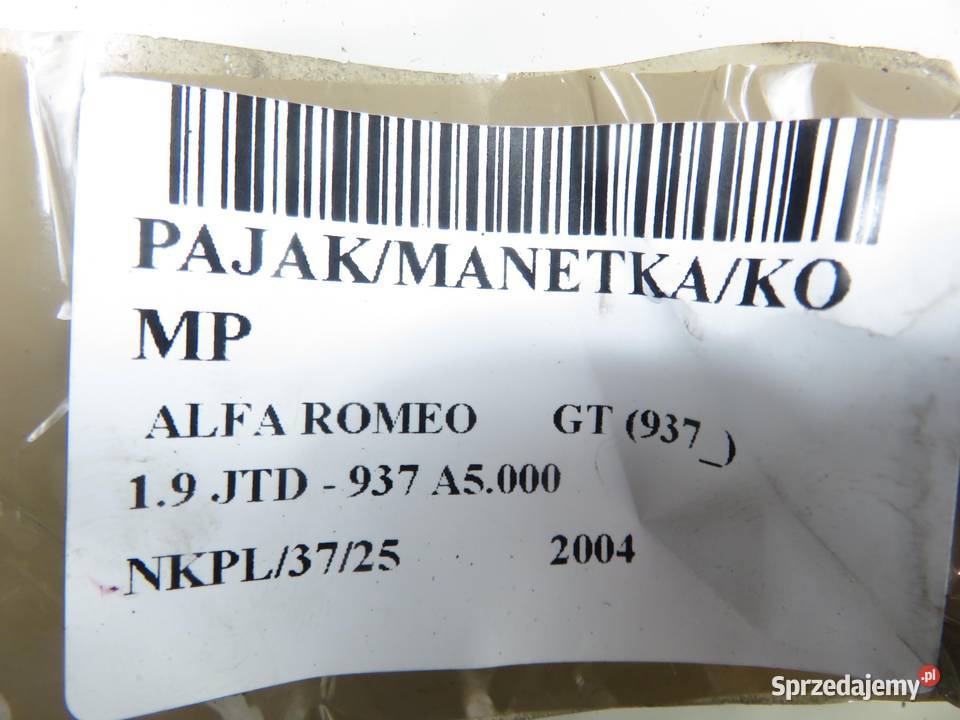 PAJAK/MANETKA/KO
MP
ALFA ROMEO GT (937_)
1.9 JTD - 937 A5.000
NKPL/37/25 2004
Sprzedajemy.pl